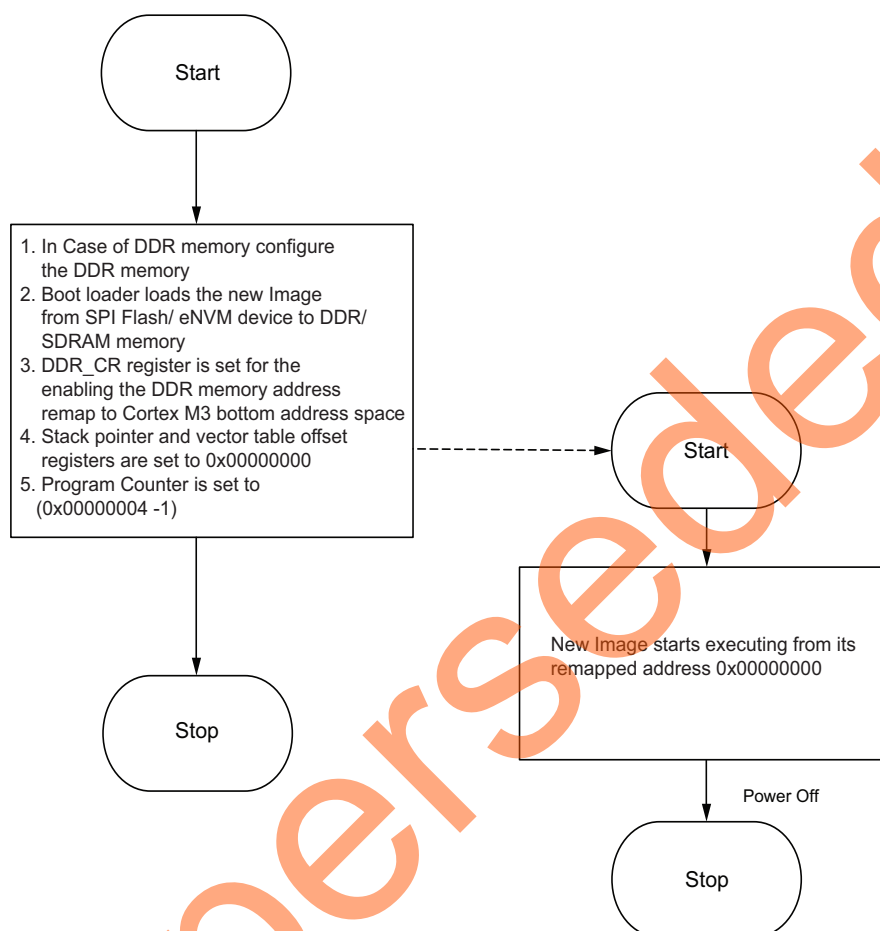 Start
1. In Case of DDR memory configure
the DDR memory
2. Boot loader loads the new Image
from SPI Flash/ eNVM device to DDR/
SDRAM memory
3. DDR_CR register is set for the
enabling the DDR memory address
remap to Cortex M3 bottom address space
4. Stack pointer and vector table offset
registers are set to 0x00000000
5. Program Counter is set to
(0x00000004 -1)
Stop
Start
New Image starts executing from its
remapped address 0x00000000
Power Off
Stop
perseded